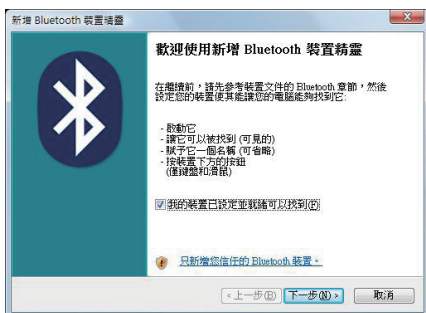 新增 Bluetooth 裝置精靈
歡迎使用新增 Bluetooth 裝置精靈
在繼續前，請先參考裝置文件的 Bluetooth 章節，然後
設定您的裝置使其能讓您的電腦能夠找到它:
- 啟動它
- 讓它可以被找到 (可見的)
- 賦予它一個名稱 (可省略)
- 按裝置下方的按鈕
(僅鍵盤和滑鼠)
我的裝置已設定並就緒可以找到(F)
只新增您信任的 Bluetooth 裝置。
<上一步(B)
下一步(N)>
取消